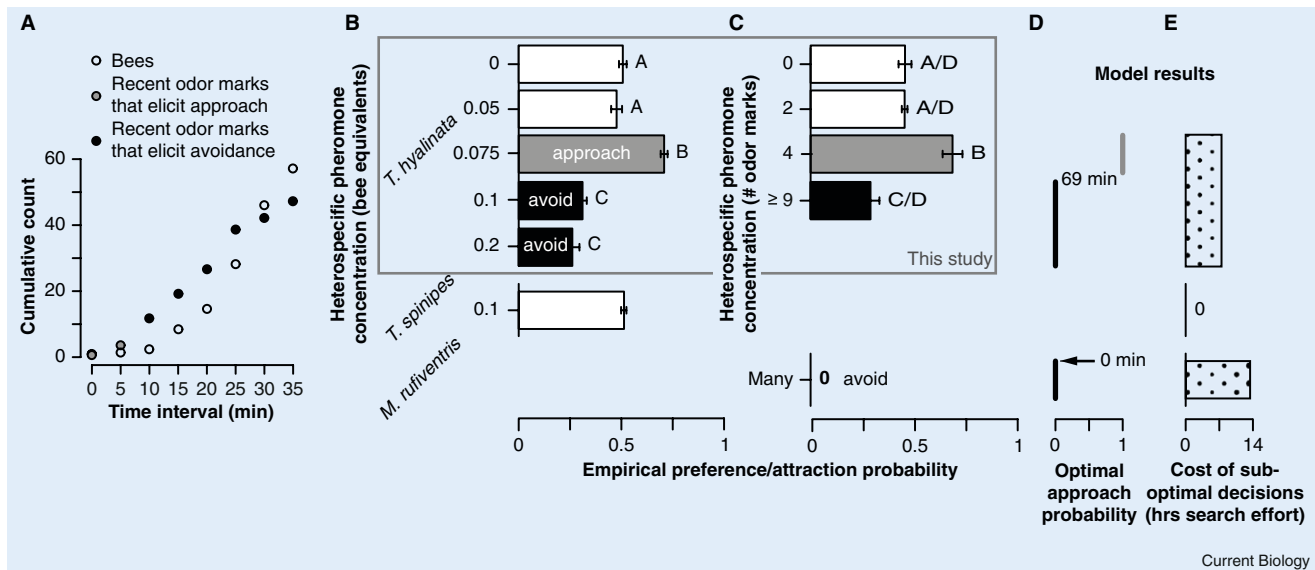 A
Bees
Recent odor marks
that elicit approach
Recent odor marks
that elicit avoidance
60
40
20
0
Cumulative count
0 5 10 15 20 25 30 35
Time interval (min)
B
Heterospecific pheromone
concentration (bee equivalents)
T. hyalinata
0 A
0.05 A
0.075 approach B
0.1 avoid C
0.2 avoid C
T. spinipes
0.1
M. rufiventris
0 0.5 1
C
Heterospecific pheromone
concentration (# odor marks)
0 A/D
2 A/D
4 B
≥ 9 C/D
This study
Many 0 avoid
0 0.5 1
Empirical preference/attraction probability
D E
Model results
69 min
0
0 min
0 1
Optimal
approach
probability
0 14
Cost of sub-
optimal decisions
(hrs search effort)
Current Biology